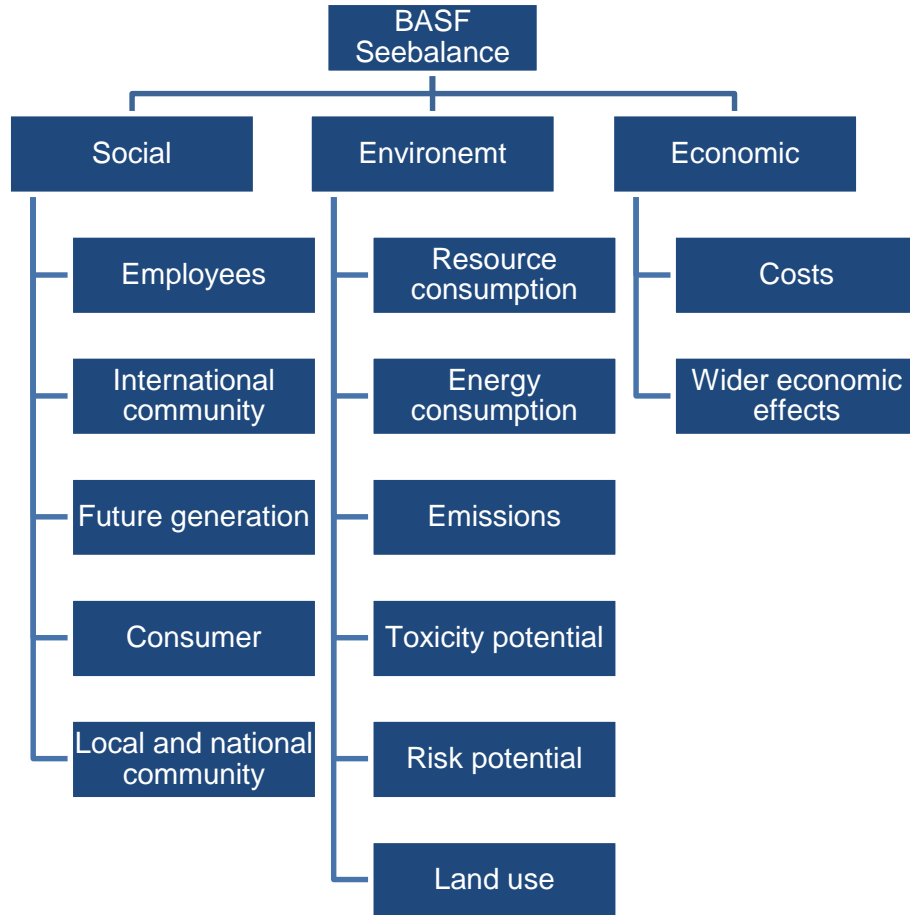 BASF
Seebalance
Social
Environemt
Economic
Employees
International
community
Future generation
Consumer
Local and national
community
Resource
consumption
Energy
consumption
Emissions
Toxicity potential
Risk potential
Land use
Costs
Wider economic
effects